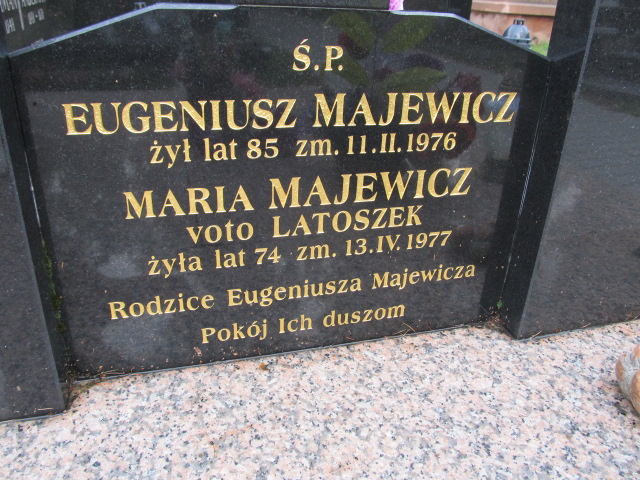 Ś.P.
EUGENIUSZ MAJEWICZ
żył lat 85 zm. 11.II.1976
MARIA MAJEWICZ
voto LATOSZEK
żyła lat 74 zm. 13.IV.1977
Rodzice Eugeniusza Majewicza
Pokój Ich duszom